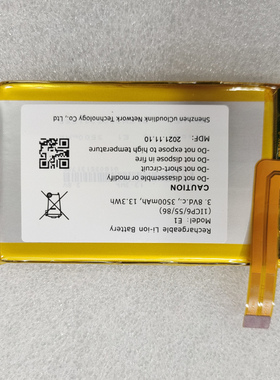 Rechargeable Li-ion Battery
Model: E1
(1ICP6/55/86)
3.8Vd.c., 3500mAh, 13.3Wh
CAUTION
-Do not disassemble or modify
-Do not short-circuit
-Do not dispose in fire
-Do not expose to high temperature
MDF: 2021.11.10
Shenzhen uCloudlink Network Technology Co., Ltd